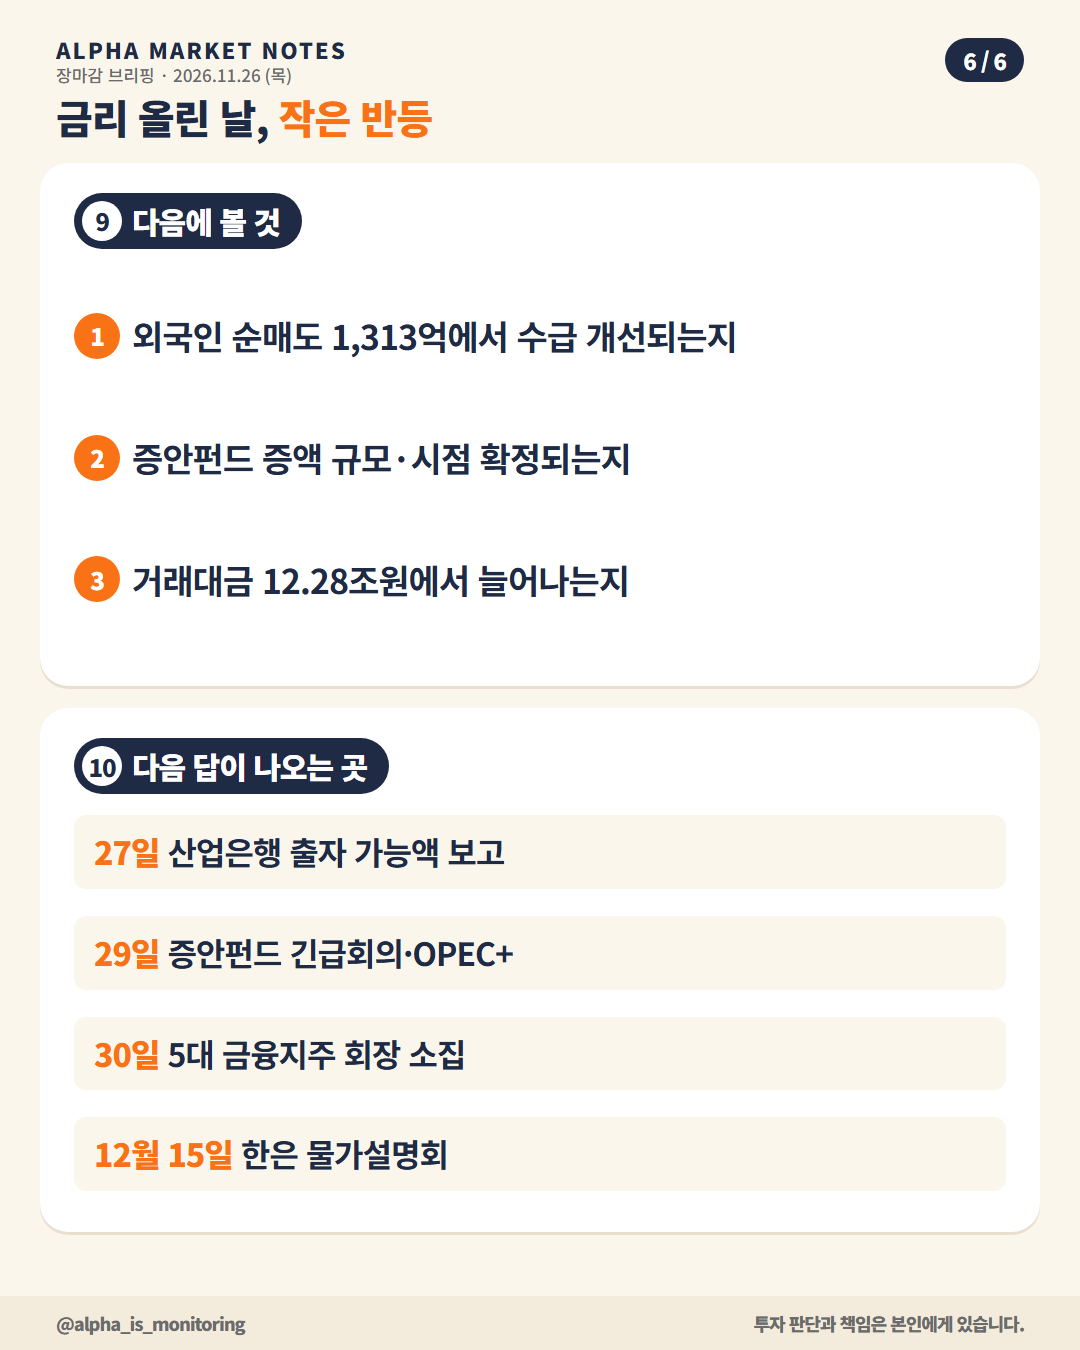 ALPHA MARKET NOTES
장마감 브리핑 · 2026.11.26 (목)
6 / 6
금리 올린 날, 작은 반등
9 다음에 볼 것
1 외국인 순매도 1,313억에서 수급 개선되는지
2 증안펀드 증액 규모·시점 확정되는지
3 거래대금 12.28조원에서 늘어나는지
10 다음 답이 나오는 곳
27일 산업은행 출자 가능액 보고
29일 증안펀드 긴급회의·OPEC+
30일 5대 금융지주 회장 소집
12월 15일 한은 물가설명회
@alpha_is_monitoring
투자 판단과 책임은 본인에게 있습니다.